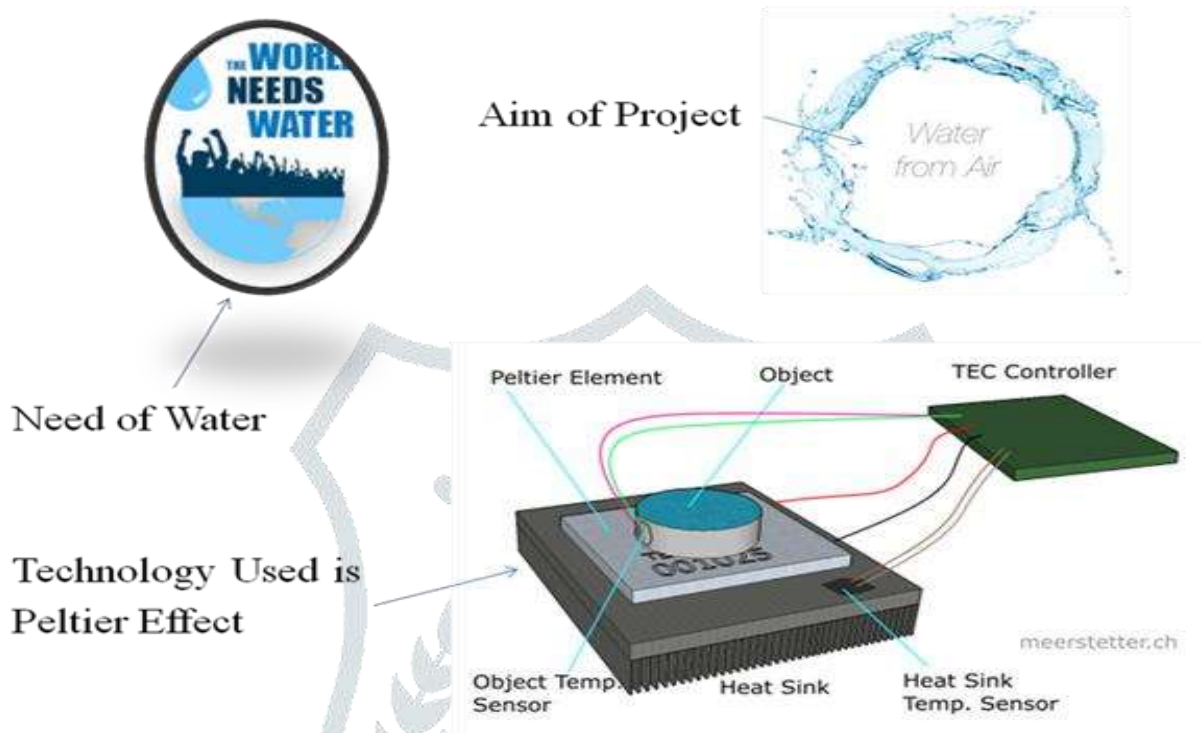 THE WORL
NEEDS
WATER
Aim of Project
Water
from Air
Need of Water
Technology Used is
Peltier Effect
Peltier Element
Object
TEC Controller
Object Temp.
Sensor
Heat Sink
Heat Sink
Temp. Sensor
meerstetter.ch